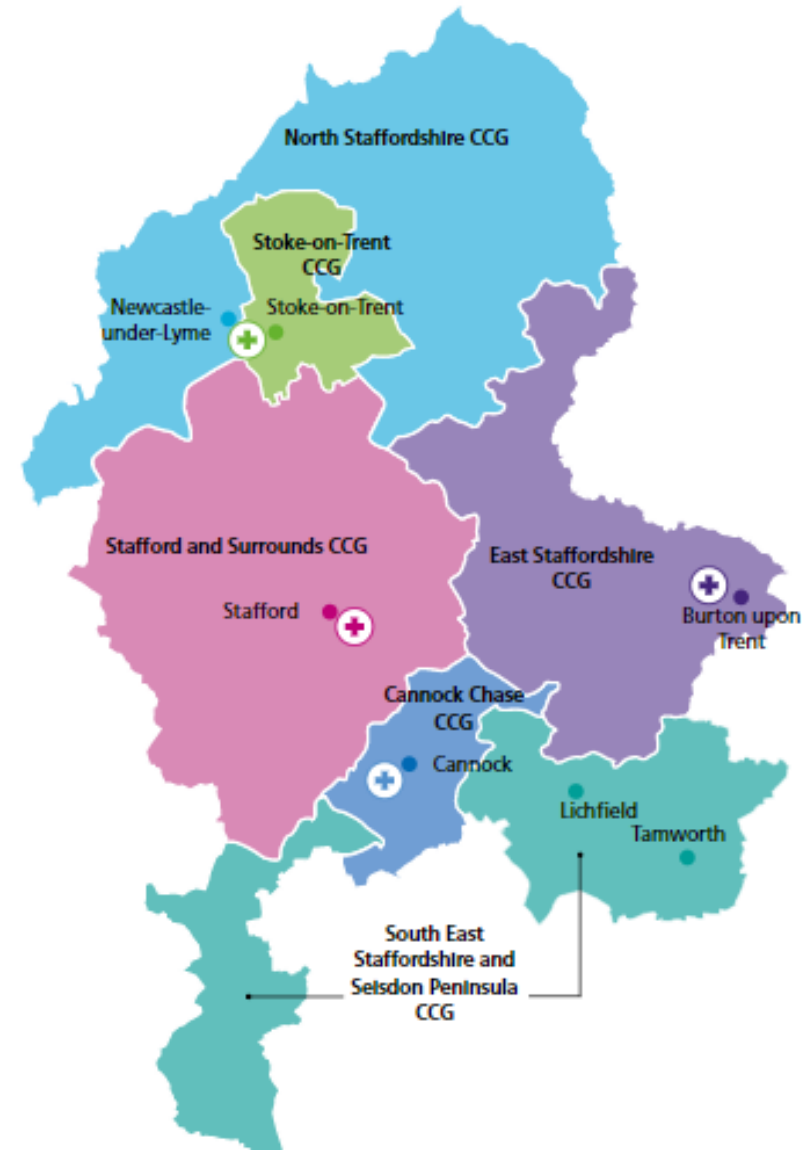 North Staffordshire CCG
Stoke-on-Trent
CCG
Newcastle-
under-Lyme
Stoke-on-Trent
Stafford and Surrounds CCG
East Staffordshire
CCG
Stafford
Burton upon
Trent
Cannock Chase
CCG
Cannock
Lichfield
Tamworth
South East
Staffordshire and
Seisdon Peninsula
CCG